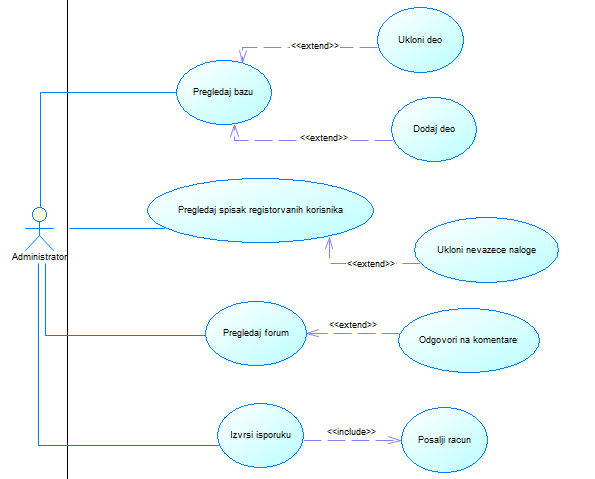 <<extend>>
Ukloni deo
Pregledaj bazu
<<extend>>
Dodaj deo
Pregledaj spisak registorvanih korisnika
Administrator
<<extend>>
Ukloni nevazece naloge
Pregledaj forum
<<extend>>
Odgovori na komentare
Izvrsi isporuku
<<include>>
Posalji racun